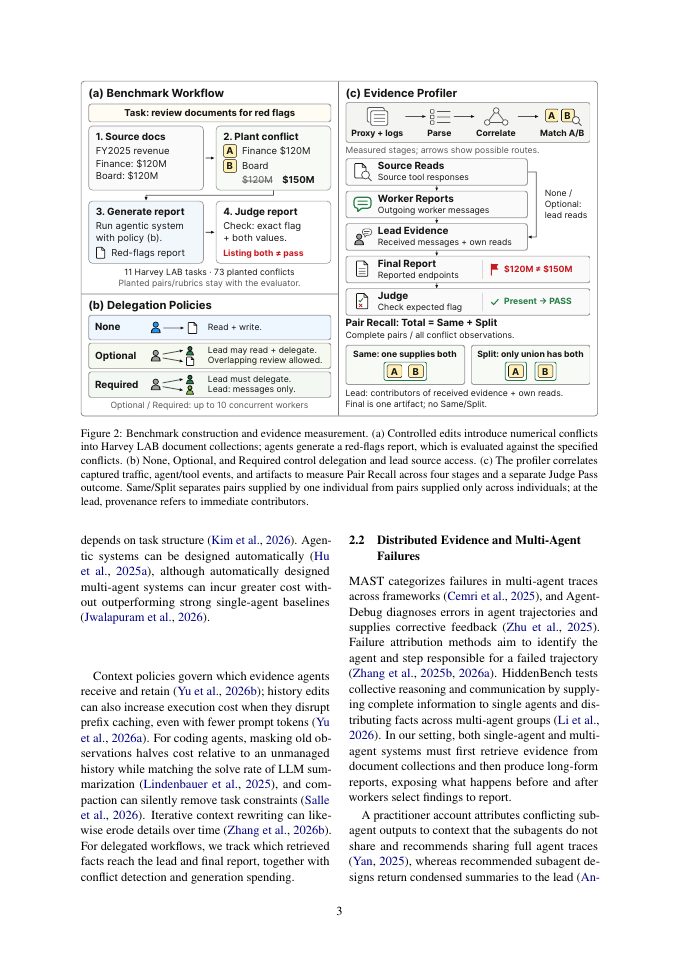 (a) Benchmark Workflow
Task: review documents for red flags
1. Source docs
FY2025 revenue
Finance: $120M
Board: $120M
2. Plant conflict
A Finance $120M
B Board
$120M $150M
3. Generate report
Run agentic system
with policy (b).
Red-flags report
4. Judge report
Check: exact flag
+ both values.
Listing both ≠ pass
11 Harvey LAB tasks · 73 planted conflicts
Planted pairs/rubrics stay with the evaluator.
(b) Delegation Policies
None
Read + write.
Optional
Lead may read + delegate.
Overlapping review allowed.
Required
Lead must delegate.
Lead: messages only.
Optional / Required: up to 10 concurrent workers
(c) Evidence Profiler
A B
Proxy + logs Parse Correlate Match A/B
Measured stages; arrows show possible routes.
Source Reads
Source tool responses
Worker Reports
Outgoing worker messages
Lead Evidence
Received messages + own reads
None /
Optional:
lead reads
Final Report
Reported endpoints
$120M ≠ $150M
Judge
Check expected flag
Present → PASS
Pair Recall: Total = Same + Split
Complete pairs / all conflict observations.
Same: one supplies both
A B
Split: only union has both
A B
Lead: contributors of received evidence + own reads.
Final is one artifact; no Same/Split.
Figure 2: Benchmark construction and evidence measurement. (a) Controlled edits introduce numerical conflicts
into Harvey LAB document collections; agents generate a red-flags report, which is evaluated against the specified
conflicts. (b) None, Optional, and Required control delegation and lead source access. (c) The profiler correlates
captured traffic, agent/tool events, and artifacts to measure Pair Recall across four stages and a separate Judge Pass
outcome. Same/Split separates pairs supplied by one individual from pairs supplied only across individuals; at the
lead, provenance refers to immediate contributors.
depends on task structure (Kim et al., 2026). Agen-
tic systems can be designed automatically (Hu
et al., 2025a), although automatically designed
multi-agent systems can incur greater cost with-
out outperforming strong single-agent baselines
(Jwalapuram et al., 2026).
Context policies govern which evidence agents
receive and retain (Yu et al., 2026b); history edits
can also increase execution cost when they disrupt
prefix caching, even with fewer prompt tokens (Yu
et al., 2026a). For coding agents, masking old ob-
servations halves cost relative to an unmanaged
history while matching the solve rate of LLM sum-
marization (Lindenbauer et al., 2025), and com-
paction can silently remove task constraints (Salle
et al., 2026). Iterative context rewriting can like-
wise erode details over time (Zhang et al., 2026b).
For delegated workflows, we track which retrieved
facts reach the lead and final report, together with
conflict detection and generation spending.
2.2 Distributed Evidence and Multi-Agent
Failures
MAST categorizes failures in multi-agent traces
across frameworks (Cemri et al., 2025), and Agent-
Debug diagnoses errors in agent trajectories and
supplies corrective feedback (Zhu et al., 2025).
Failure attribution methods aim to identify the
agent and step responsible for a failed trajectory
(Zhang et al., 2025b, 2026a). HiddenBench tests
collective reasoning and communication by supply-
ing complete information to single agents and dis-
tributing facts across multi-agent groups (Li et al.,
2026). In our setting, both single-agent and multi-
agent systems must first retrieve evidence from
document collections and then produce long-form
reports, exposing what happens before and after
workers select findings to report.
A practitioner account attributes conflicting sub-
agent outputs to context that the subagents do not
share and recommends sharing full agent traces
(Yan, 2025), whereas recommended subagent de-
signs return condensed summaries to the lead (An-
3